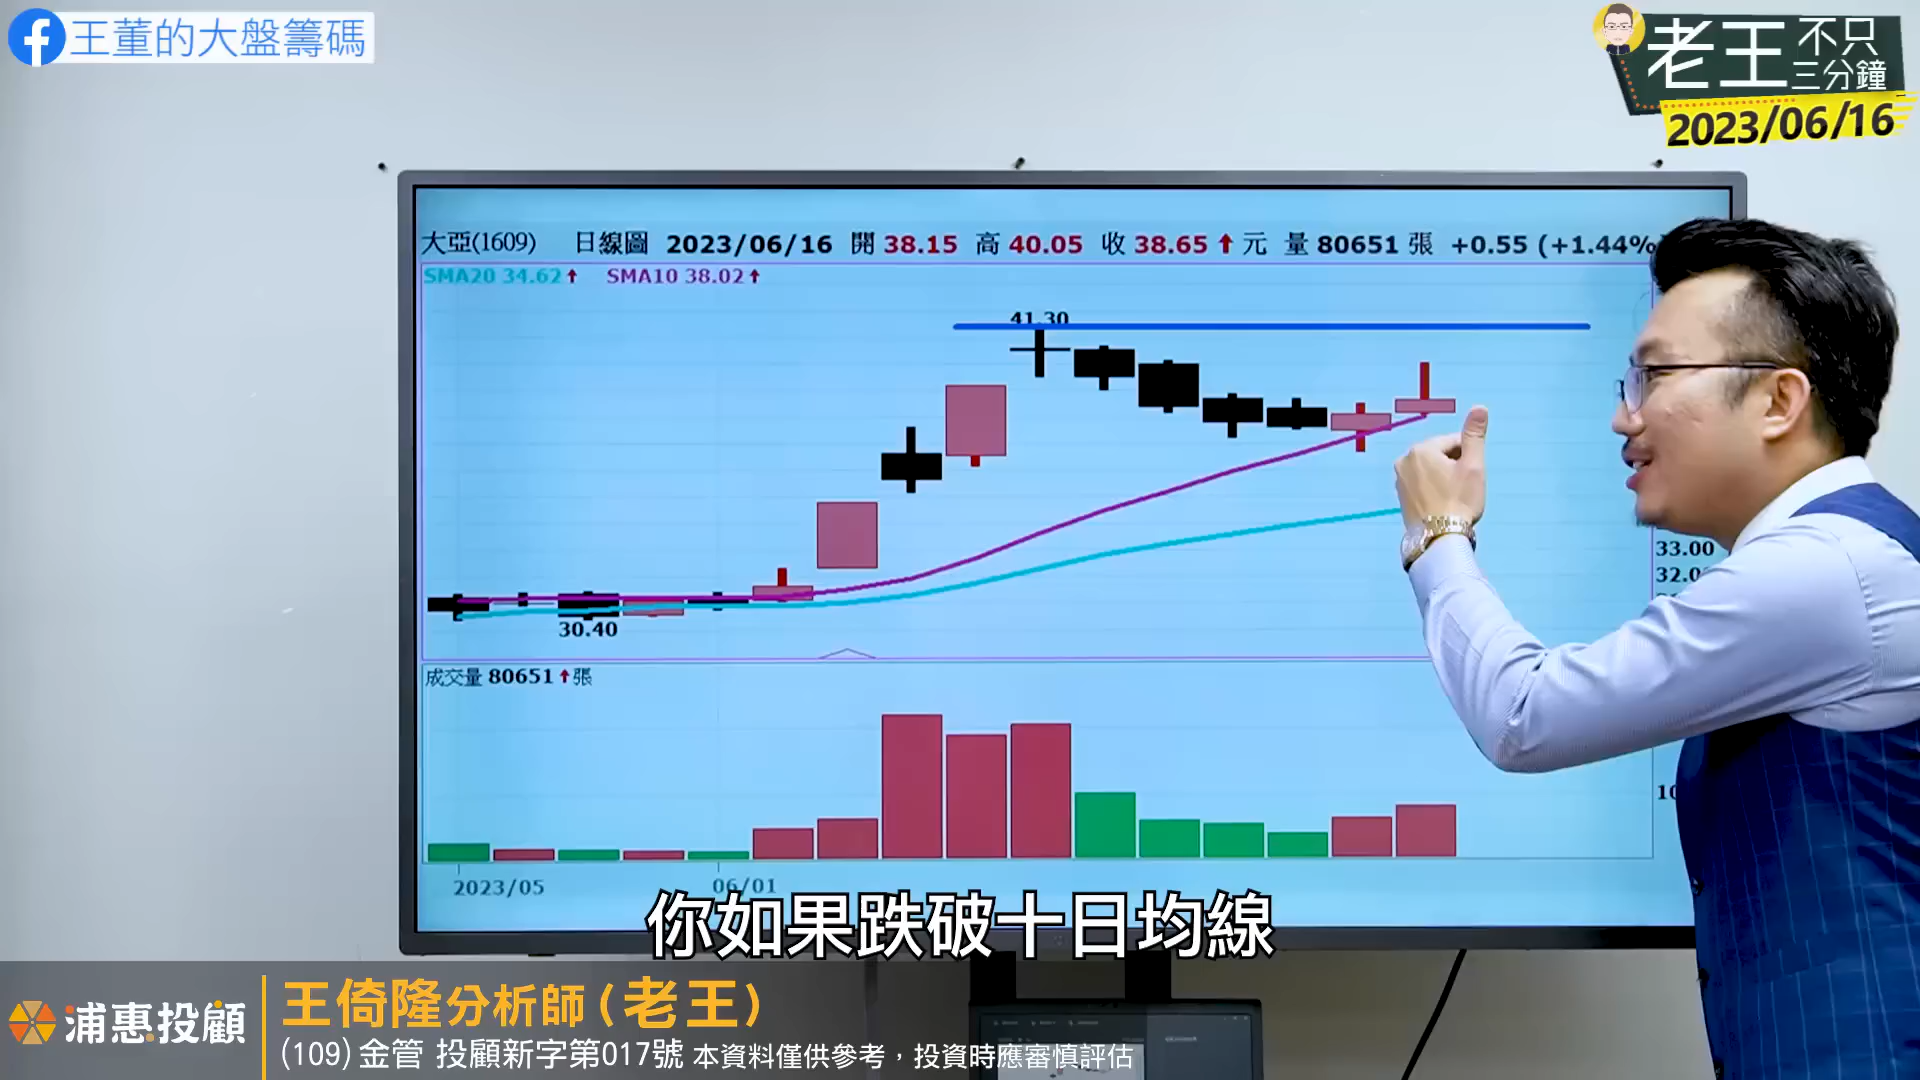 王董的大盤籌碼
老王不只三分鐘
2023/06/16
大亞(1609) 日線圖 2023/06/16 開 38.15 高 40.05 收 38.65 元 量 80651 張 +0.55 (+1.44%
SMA20 34.62 SMA10 38.02
41.30
30.40
33.00
成交量 80651 張
2023/05 06/01
你如果跌破十日均線
浦惠投顧
王倚隆分析師(老王)
(109)金管 投顧新字第017號 本資料僅供參考，投資時應審慎評估